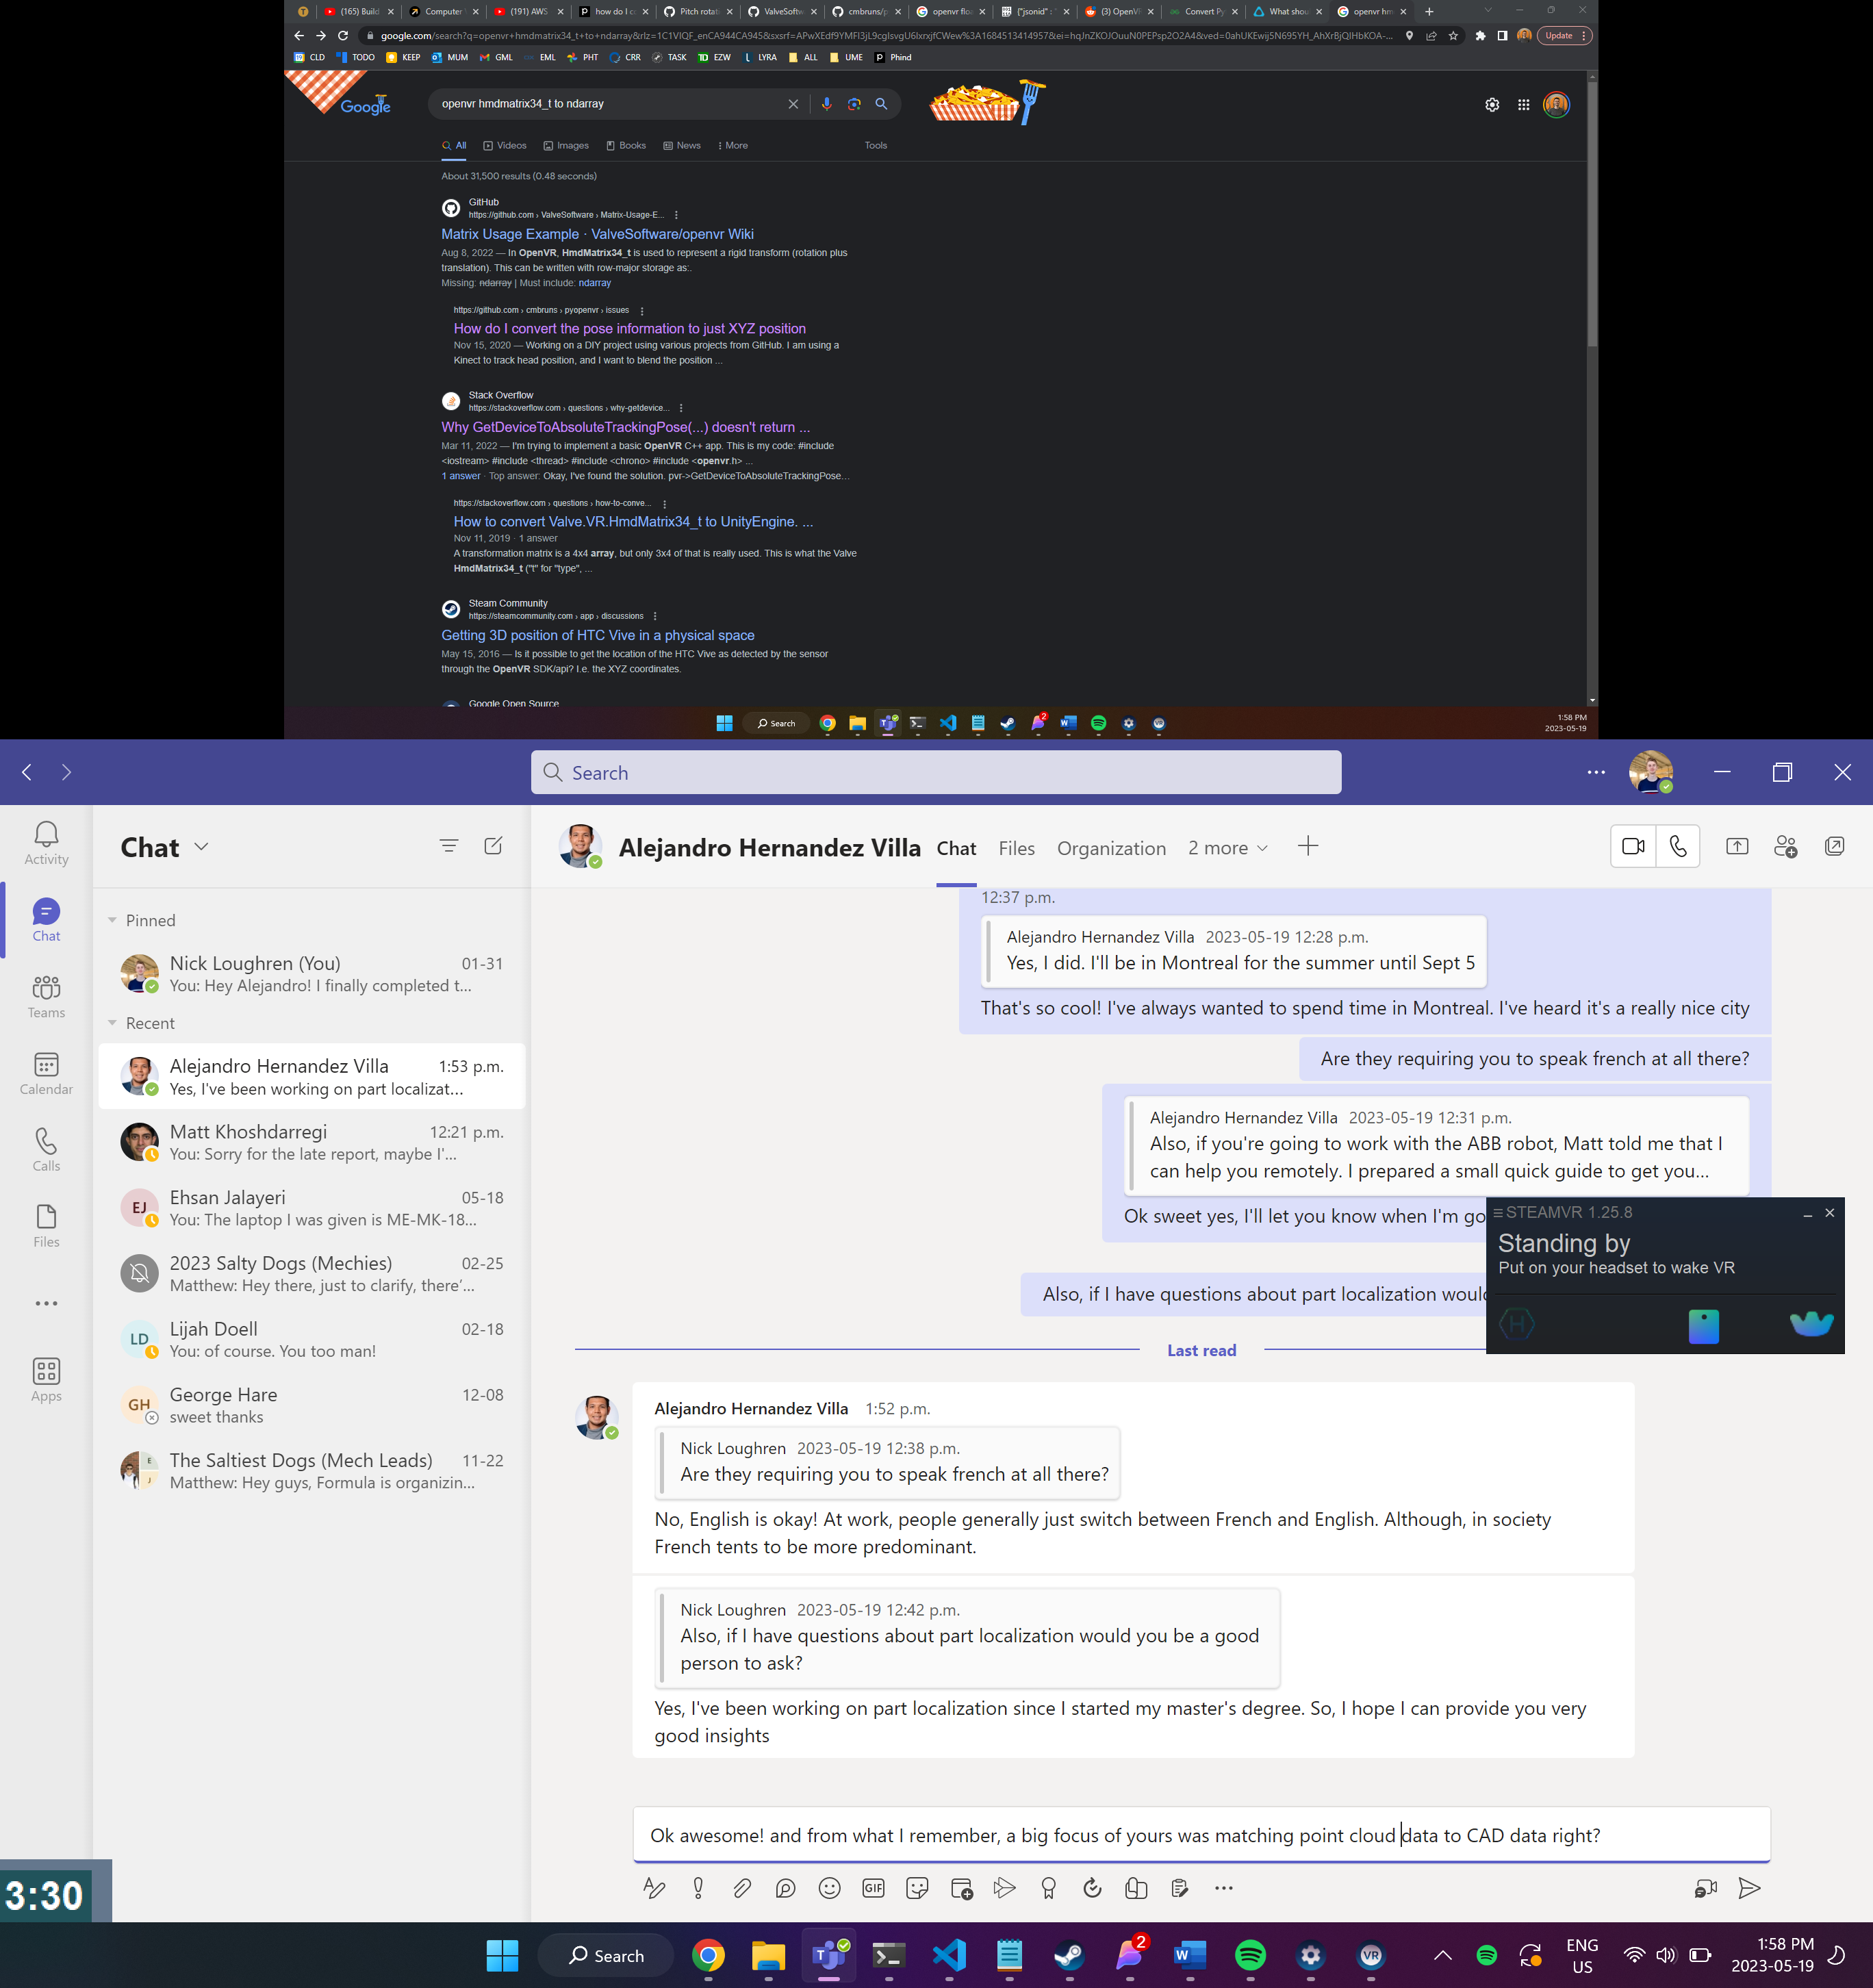 (165) Build
Computer
(191) AWS
how do I c
Pitch rotat
ValveSoftw
cmbruns/p
openvr floa
{"jsonid" : "
(3) OpenVR
Convert Py
What shou
openvr hm
google.com/search?q=openvr+hmdmatrix34_t+to+ndarray
Update
CLD TODO KEEP MUM GML EML PHT CRR TASK EZW LYRA ALL UME Phind
Google
openvr hmdmatrix34_t to ndarray
All Videos Images Books News More Tools
About 31,500 results (0.48 seconds)
GitHub
https://github.com › ValveSoftware › Matrix-Usage-E...
Matrix Usage Example · ValveSoftware/openvr Wiki
Aug 8, 2022 — In OpenVR, HmdMatrix34_t is used to represent a rigid transform (rotation plus
translation). This can be written with row-major storage as:.
Missing: ndarray | Must include: ndarray
https://github.com › cmbruns › pyopenvr › issues
How do I convert the pose information to just XYZ position
Nov 15, 2020 — Working on a DIY project using various projects from GitHub. I am using a
Kinect to track head position, and I want to blend the position ...
Stack Overflow
https://stackoverflow.com › questions › why-getdevice...
Why GetDeviceToAbsoluteTrackingPose(...) doesn't return ...
Mar 11, 2022 — I'm trying to implement a basic OpenVR C++ app. This is my code: #include
<iostream> #include <thread> #include <chrono> #include <openvr.h> ...
1 answer · Top answer: Okay, I've found the solution. pvr->GetDeviceToAbsoluteTrackingPose...
https://stackoverflow.com › questions › how-to-conve...
How to convert Valve.VR.HmdMatrix34_t to UnityEngine. ...
Nov 11, 2019 · 1 answer
A transformation matrix is a 4x4 array, but only 3x4 of that is really used. This is what the Valve
HmdMatrix34_t ("t" for "type", ...
Steam Community
https://steamcommunity.com › app › discussions
Getting 3D position of HTC Vive in a physical space
May 15, 2016 — Is it possible to get the location of the HTC Vive as detected by the sensor
through the OpenVR SDK/api? I.e. the XYZ coordinates.
Google Open Source
Search
2
1:58 PM
2023-05-19
Search
Activity
Chat
Teams
Calendar
Calls
Files
Apps
Chat
Pinned
Nick Loughren (You) 01-31
You: Hey Alejandro! I finally completed t...
Recent
Alejandro Hernandez Villa 1:53 p.m.
Yes, I've been working on part localizat...
Matt Khoshdarregi 12:21 p.m.
You: Sorry for the late report, maybe I'...
EJ
Ehsan Jalayeri 05-18
You: The laptop I was given is ME-MK-18...
2023 Salty Dogs (Mechies) 02-25
Matthew: Hey there, just to clarify, there'...
LD
Lijah Doell 02-18
You: of course. You too man!
GH
George Hare 12-08
sweet thanks
E
J
The Saltiest Dogs (Mech Leads) 11-22
Matthew: Hey guys, Formula is organizin...
Alejandro Hernandez Villa Chat Files Organization 2 more
12:37 p.m.
Alejandro Hernandez Villa 2023-05-19 12:28 p.m.
Yes, I did. I'll be in Montreal for the summer until Sept 5
That's so cool! I've always wanted to spend time in Montreal. I've heard it's a really nice city
Are they requiring you to speak french at all there?
Alejandro Hernandez Villa 2023-05-19 12:31 p.m.
Also, if you're going to work with the ABB robot, Matt told me that I
can help you remotely. I prepared a small quick guide to get you...
Ok sweet yes, I'll let you know when I'm go
Also, if I have questions about part localization woul
STEAMVR 1.25.8
Standing by
Put on your headset to wake VR
H
Last read
Alejandro Hernandez Villa 1:52 p.m.
Nick Loughren 2023-05-19 12:38 p.m.
Are they requiring you to speak french at all there?
No, English is okay! At work, people generally just switch between French and English. Although, in society
French tents to be more predominant.
Nick Loughren 2023-05-19 12:42 p.m.
Also, if I have questions about part localization would you be a good
person to ask?
Yes, I've been working on part localization since I started my master's degree. So, I hope I can provide you very
good insights
Ok awesome! and from what I remember, a big focus of yours was matching point cloud data to CAD data right?
GIF
3:30
Search
2
VR
ENG
US
1:58 PM
2023-05-19